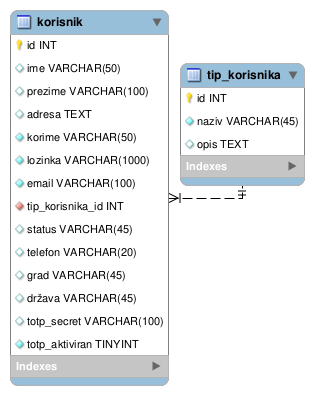 korisnik
id INT
ime VARCHAR(50)
prezime VARCHAR(100)
adresa TEXT
korime VARCHAR(50)
lozinka VARCHAR(1000)
email VARCHAR(100)
tip_korisnika_id INT
status VARCHAR(45)
telefon VARCHAR(20)
grad VARCHAR(45)
država VARCHAR(45)
totp_secret VARCHAR(100)
totp_aktiviran TINYINT
Indexes
tip_korisnika
id INT
naziv VARCHAR(45)
opis TEXT
Indexes